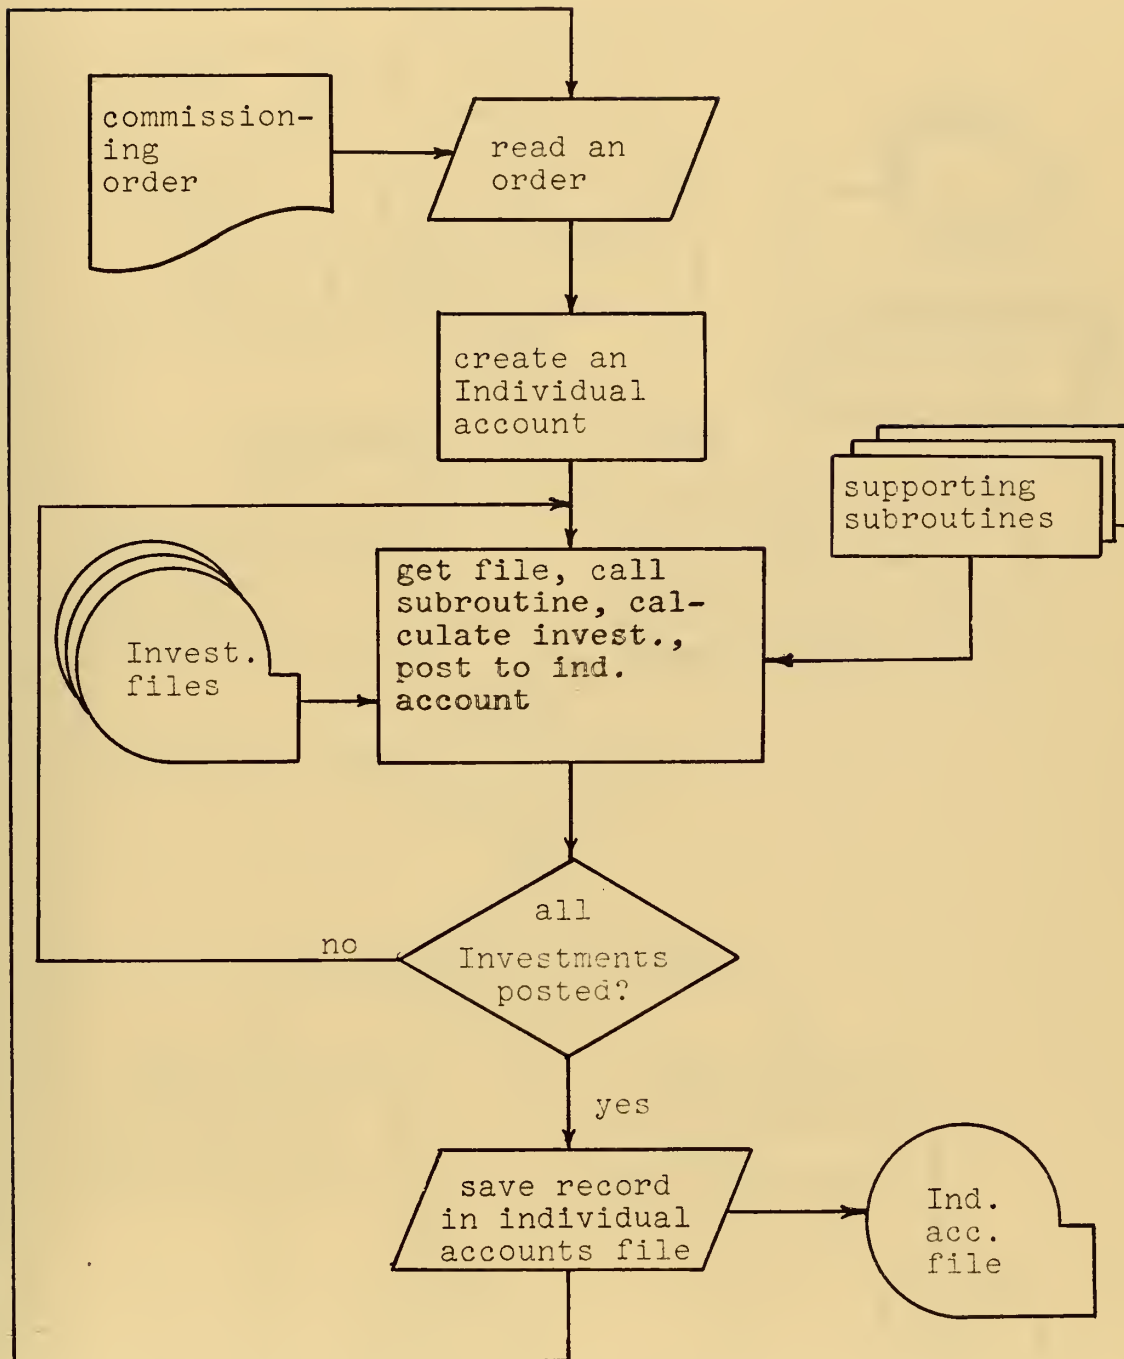 commission-
ing
order
read an
order
create an
Individual
account
supporting
subroutines
get file, call
subroutine, cal-
culate invest.,
post to ind.
account
Invest.
files
all
Investments
posted?
no
yes
save record
in individual
accounts file
Ind.
acc.
file